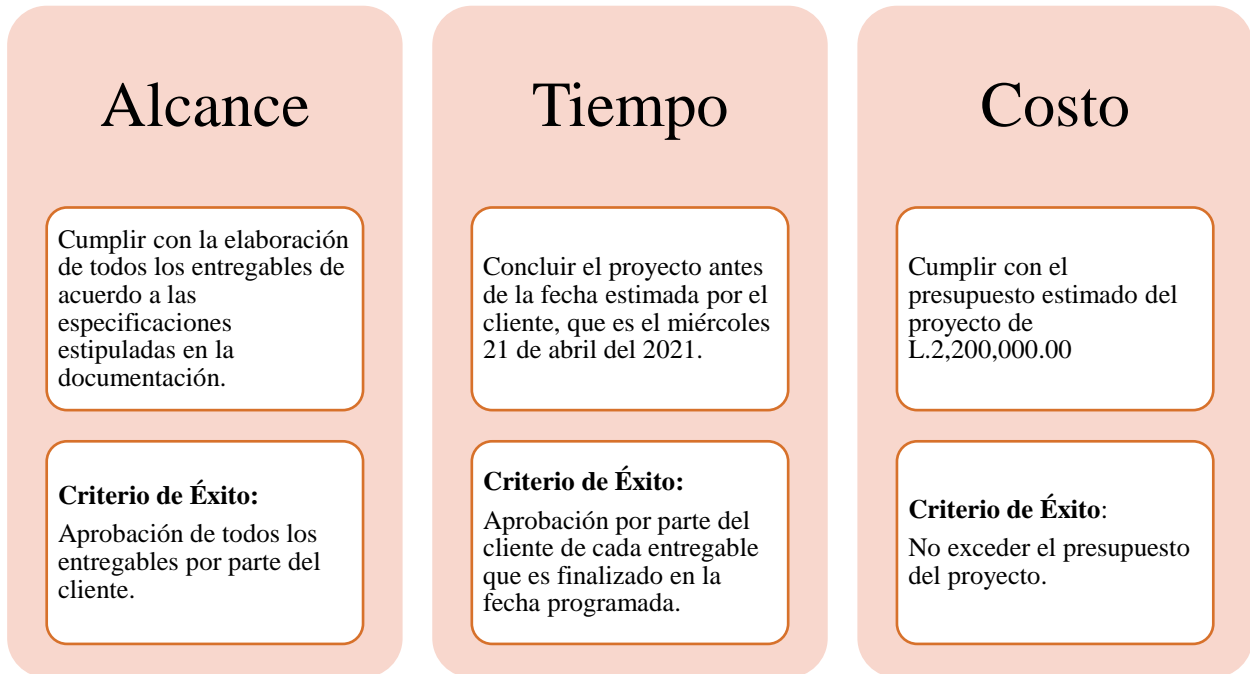 Alcance
Cumplir con la elaboración
de todos los entregables de
acuerdo a las
especificaciones
estipuladas en la
documentación.
Criterio de Éxito:
Aprobación de todos los
entregables por parte del
cliente.
Tiempo
Concluir el proyecto antes
de la fecha estimada por el
cliente, que es el miércoles
21 de abril del 2021.
Criterio de Éxito:
Aprobación por parte del
cliente de cada entregable
que es finalizado en la
fecha programada.
Costo
Cumplir con el
presupuesto estimado del
proyecto de
L.2,200,000.00
Criterio de Éxito:
No exceder el presupuesto
del proyecto.